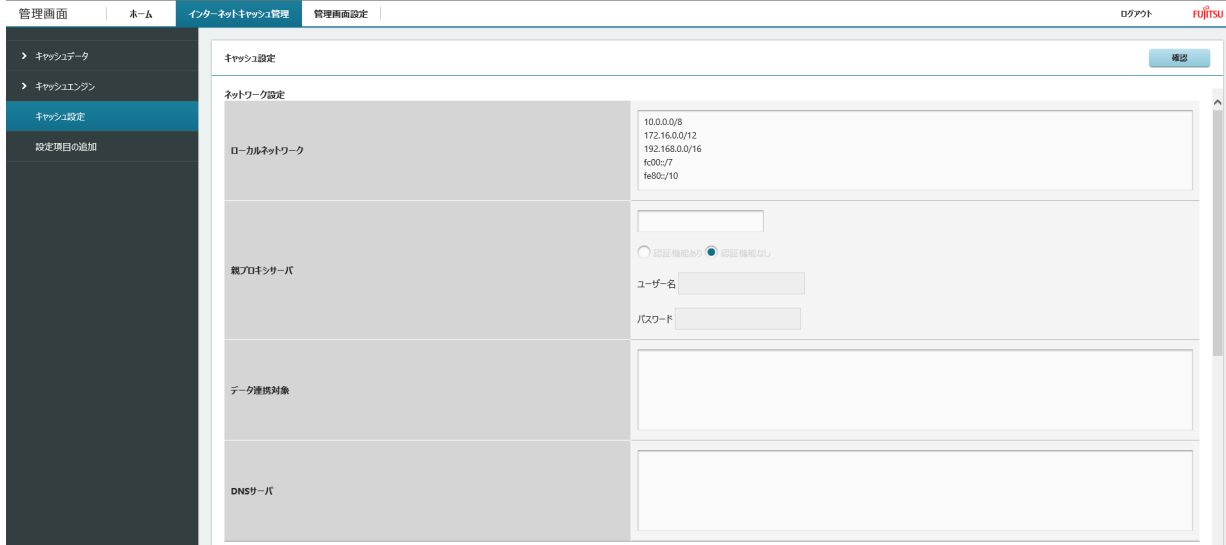 管理画面 ホーム インターネットキャッシュ管理 管理画面設定 ログアウト FUJITSU
キャッシュデータ
キャッシュエンジン
キャッシュ設定
設定項目の追加
キャッシュ設定 確認
ネットワーク設定
ローカルネットワーク
10.0.0.0/8
172.16.0.0/12
192.168.0.0/16
fc00::/7
fe80::/10
親プロキシサーバ
認証機能あり 認証機能なし
ユーザー名
パスワード
データ連携対象
DNSサーバ